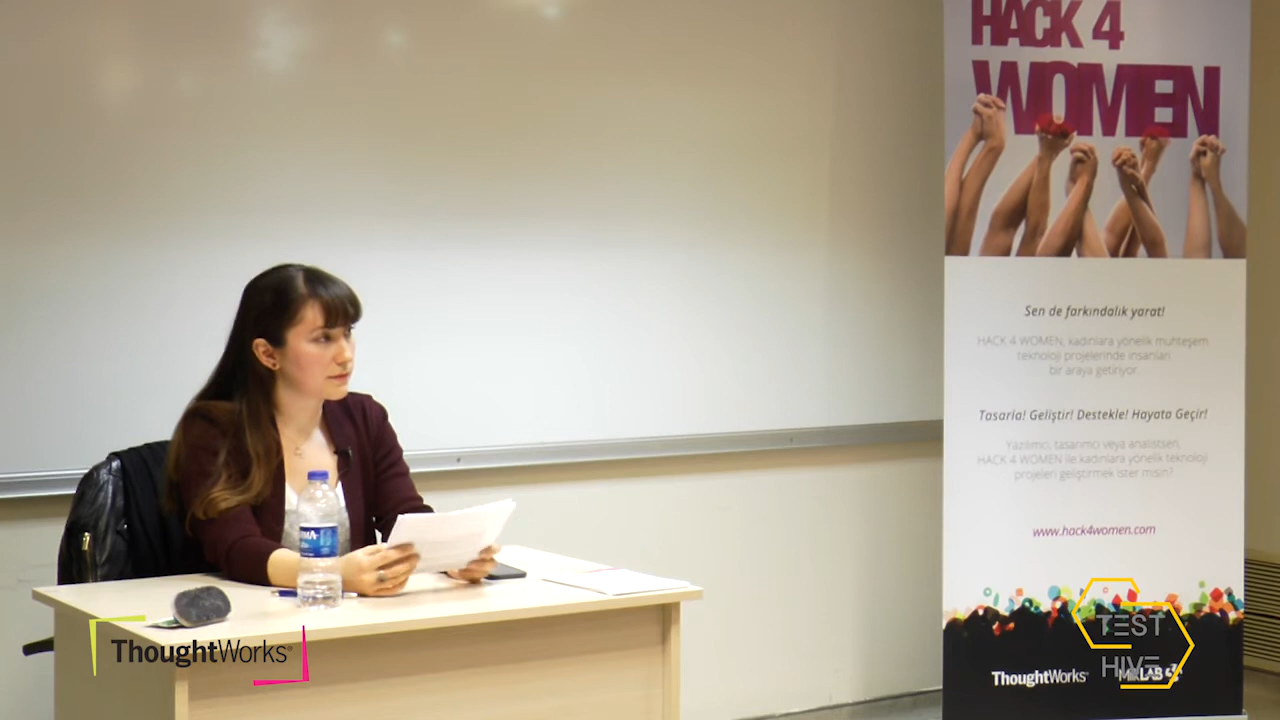 HACK 4
WOMEN
Sen de farkındalık yarat!
HACK 4 WOMEN, kadınlara yönelik muhteşem
teknoloji projelerinde insanları
bir araya getiriyor.
Tasarla! Geliştir! Destekle! Hayata Geçir!
Yazılımcı, tasarımcı veya analistsen,
HACK 4 WOMEN ile kadınlara yönelik teknoloji
projeleri geliştirmek ister misin?
www.hack4women.com
ThoughtWorks®
TEST
HIVE
ThoughtWorks®